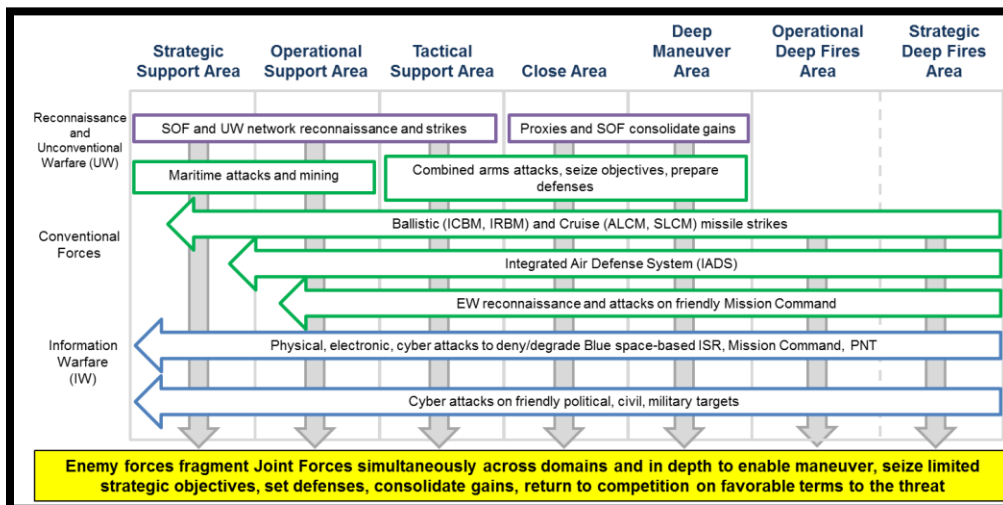 Strategic
Support Area
Operational
Support Area
Tactical
Support Area
Close Area
Deep
Maneuver
Area
Operational
Deep Fires
Area
Strategic
Deep Fires
Area
Reconnaissance
and
Unconventional
Warfare (UW)
SOF and UW network reconnaissance and strikes
Proxies and SOF consolidate gains
Maritime attacks and mining
Combined arms attacks, seize objectives, prepare
defenses
Conventional
Forces
Ballistic (ICBM, IRBM) and Cruise (ALCM, SLCM) missile strikes
Integrated Air Defense System (IADS)
EW reconnaissance and attacks on friendly Mission Command
Information
Warfare
(IW)
Physical, electronic, cyber attacks to deny/degrade Blue space-based ISR, Mission Command, PNT
Cyber attacks on friendly political, civil, military targets
Enemy forces fragment Joint Forces simultaneously across domains and in depth to enable maneuver, seize limited
strategic objectives, set defenses, consolidate gains, return to competition on favorable terms to the threat